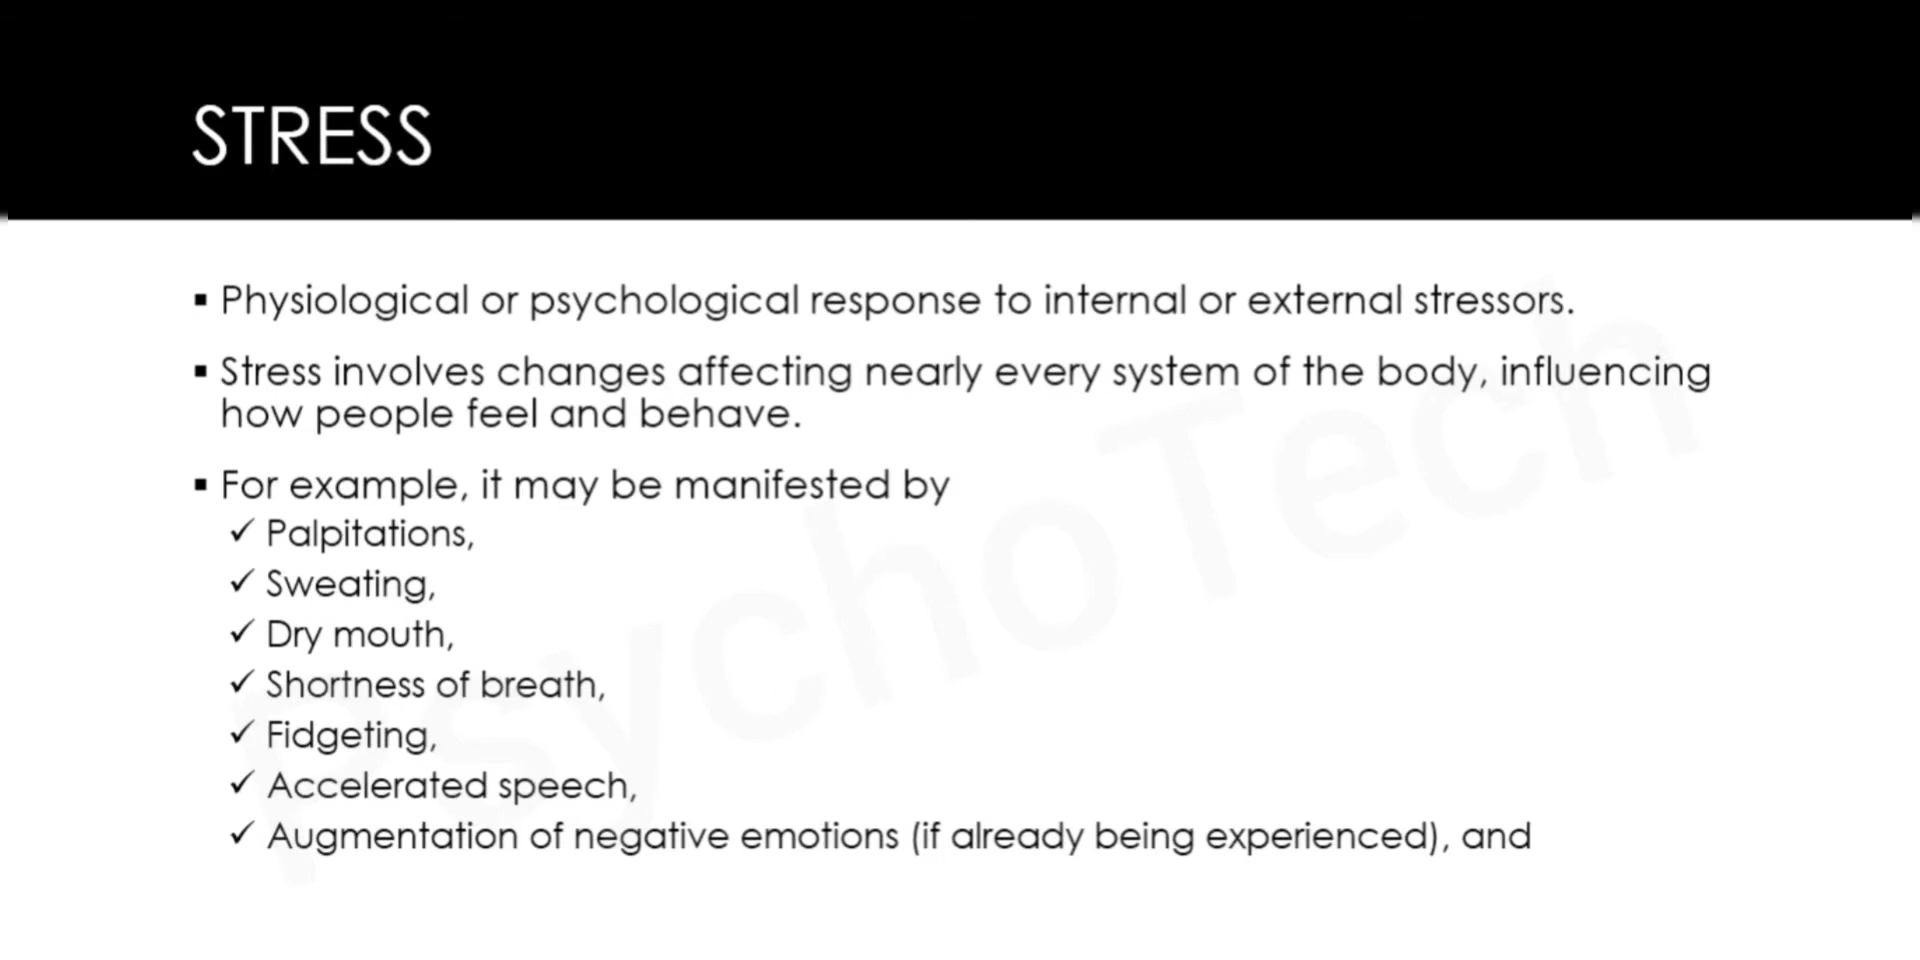 STRESS
▪ Physiological or psychological response to internal or external stressors.
▪ Stress involves changes affecting nearly every system of the body, influencing
how people feel and behave.
▪ For example, it may be manifested by
✓ Palpitations,
✓ Sweating,
✓ Dry mouth,
✓ Shortness of breath,
✓ Fidgeting,
✓ Accelerated speech,
✓ Augmentation of negative emotions (if already being experienced), and
PsychoTech